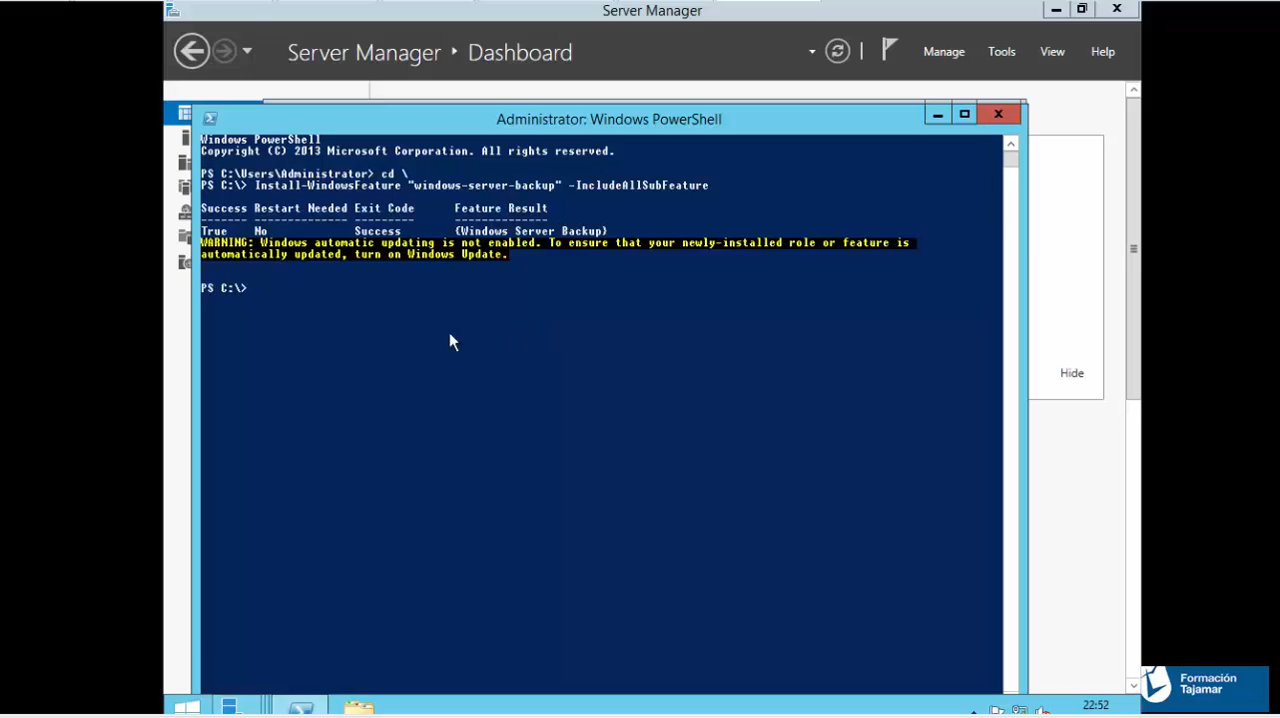 Server Manager
Server Manager • Dashboard
Manage Tools View Help
Administrator: Windows PowerShell
Windows PowerShell
Copyright (C) 2013 Microsoft Corporation. All rights reserved.
PS C:\Users\Administrator> cd \
PS C:\> Install-WindowsFeature "windows-server-backup" -IncludeAllSubFeature
Success Restart Needed Exit Code Feature Result
------- -------------- --------- --------------
True No Success {Windows Server Backup}
WARNING: Windows automatic updating is not enabled. To ensure that your newly-installed role or feature is
automatically updated, turn on Windows Update.
PS C:\>
Hide
Formación
Tajamar
22:52